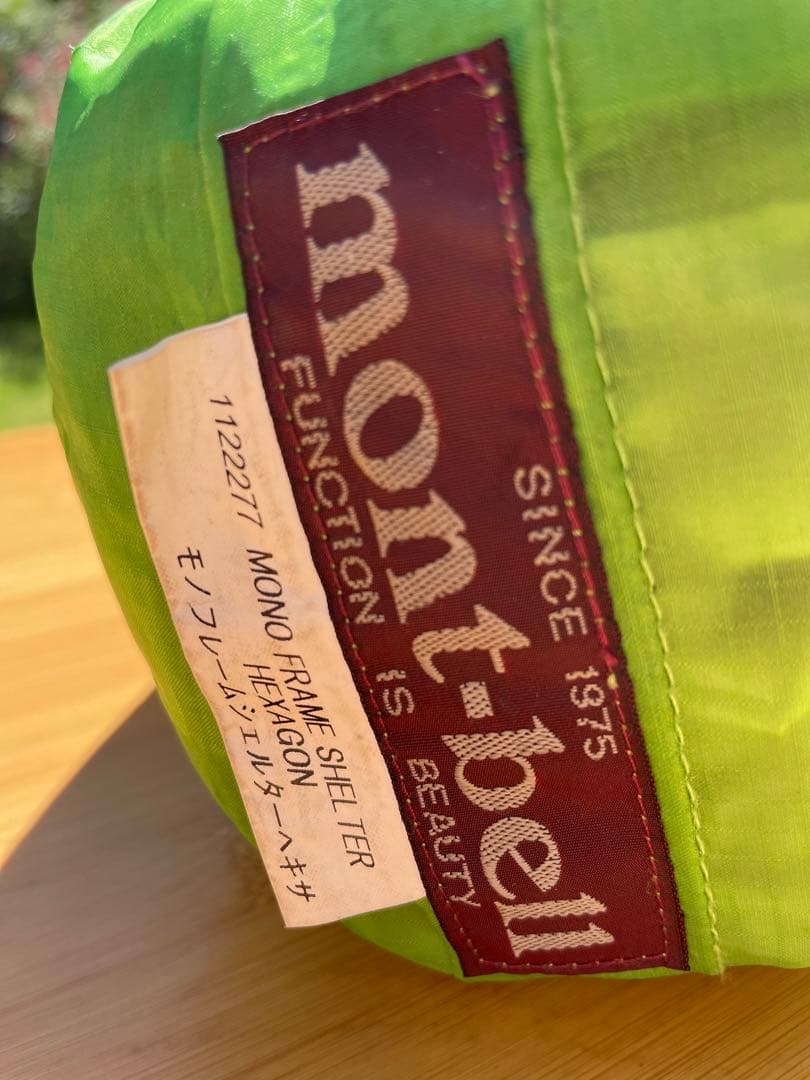 SINCE 1975
mont-bell
FUNCTION IS BEAUTY
1122277 MONO FRAME SHELTER
HEXAGON
モノフレームシェルターヘキサ